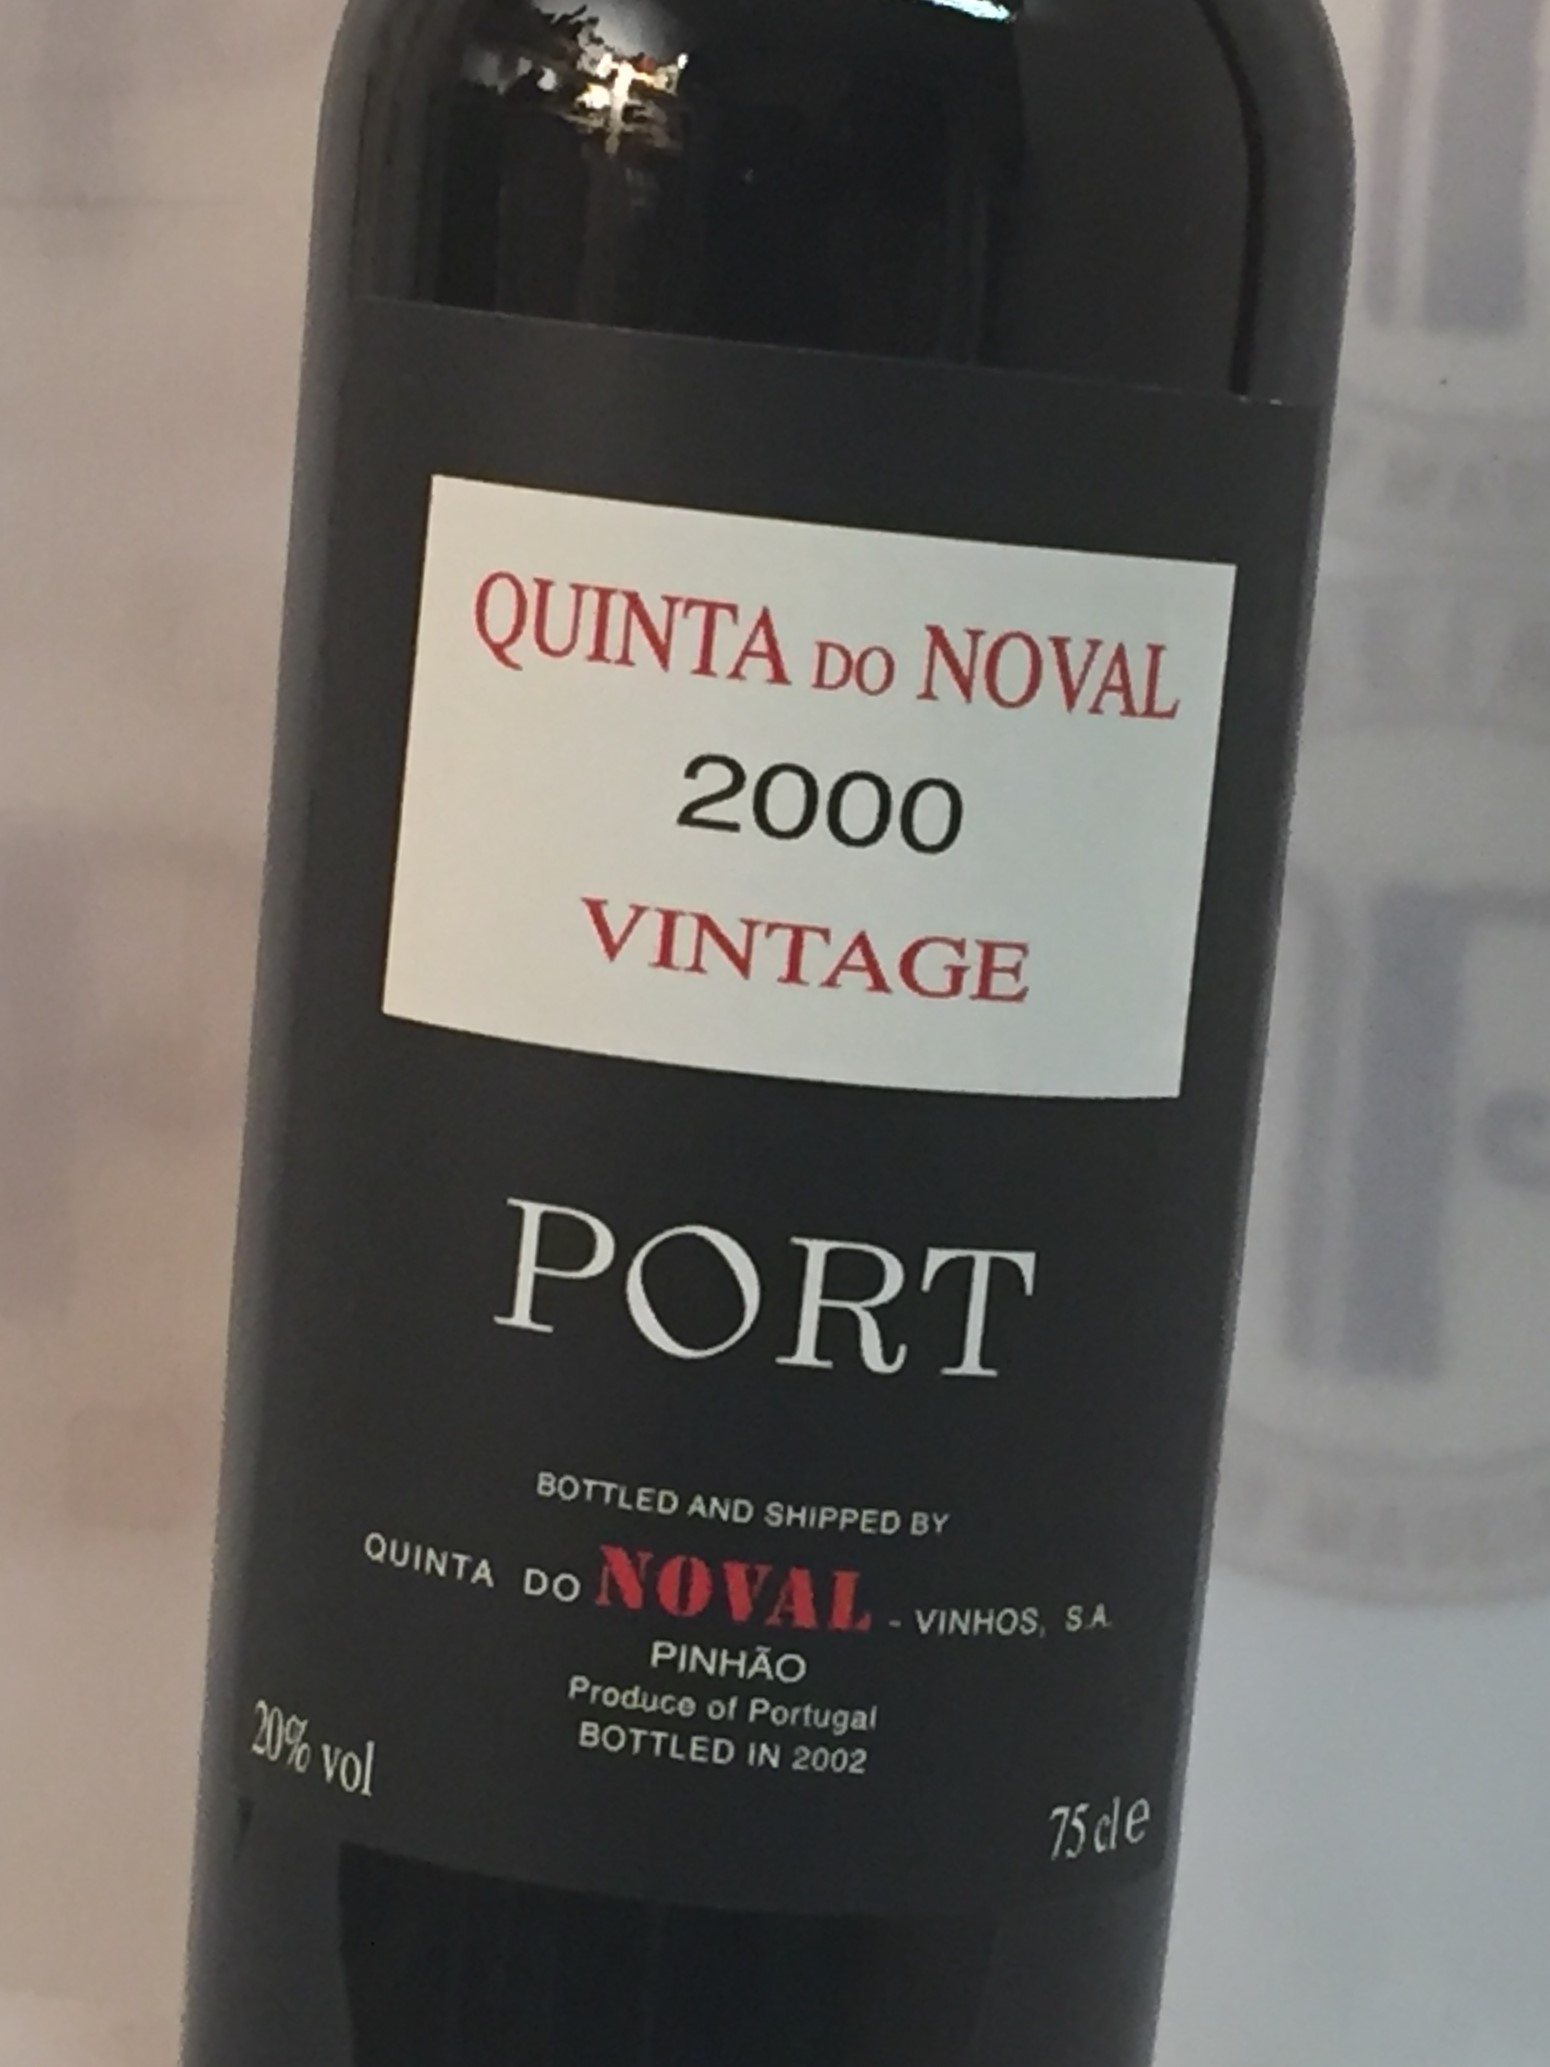 QUINTA DO NOVAL
2000
VINTAGE
PORT
BOTTLED AND SHIPPED BY
QUINTA DO NOVAL - VINHOS, S.A.
PINHÃO
Produce of Portugal
BOTTLED IN 2002
20% vol
75 cl e